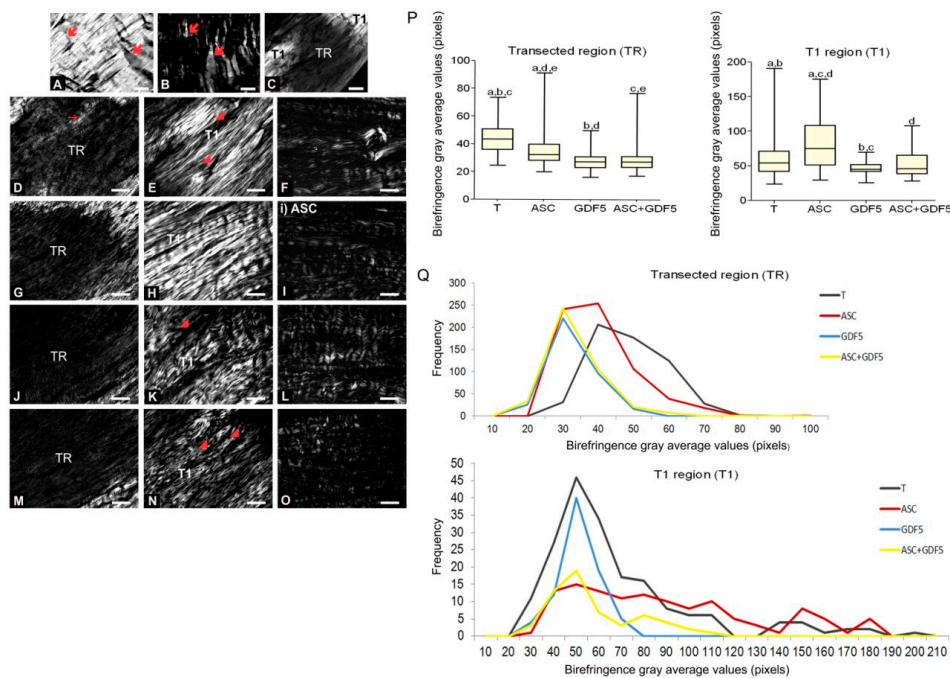 A
B
C
T1
T1
TR
D
TR
E
T1
F
G
TR
H
T1
i) ASC
I
J
TR
K
T1
L
M
TR
N
T1
O
P
Transected region (TR)
Birefringence gray average values (pixels)
100
80
60
40
20
0
a,b,c
a,d,e
b,d
c,e
T ASC GDF5 ASC+GDF5
T1 region (T1)
Birefringence gray average values (pixels)
200
150
100
50
0
a,b
a,c,d
b,c
d
T ASC GDF5 ASC+GDF5
Q
Transected region (TR)
Frequency
300
250
200
150
100
50
0
10 20 30 40 50 60 70 80 90 100
Birefringence gray average values (pixels)
T
ASC
GDF5
ASC+GDF5
T1 region (T1)
Frequency
50
45
40
35
30
25
20
15
10
5
0
10 20 30 40 50 60 70 80 90 100 110 120 130 140 150 160 170 180 190 200 210
Birefringence gray average values (pixels)
T
ASC
GDF5
ASC+GDF5